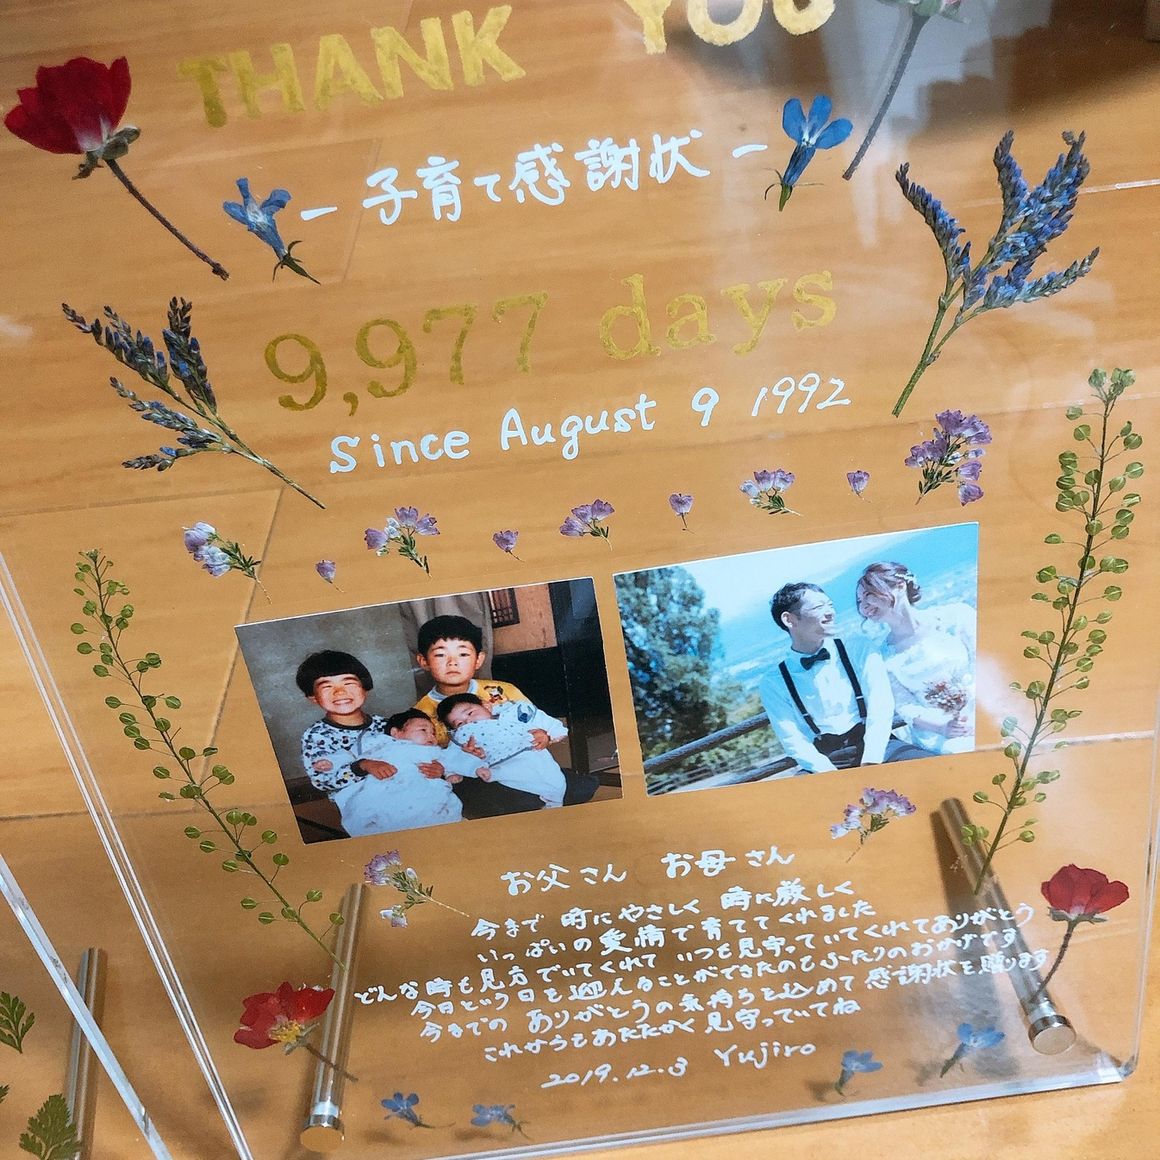 THANK YOU
- 子育て感謝状 -
9,977 days
Since August 9 1992
お父さん お母さん
今まで 時にやさしく 時に厳しく
いっぱいの愛情で育ててくれました
どんな時も見方でいてくれて いつも見守っていてくれてありがとう
今日という日を迎えることができたのもふたりのおかげです
今までの ありがとうの気持ちを込めて 感謝状を贈ります
これからもあたたかく見守っていてね
2019.12.3 Yujiro